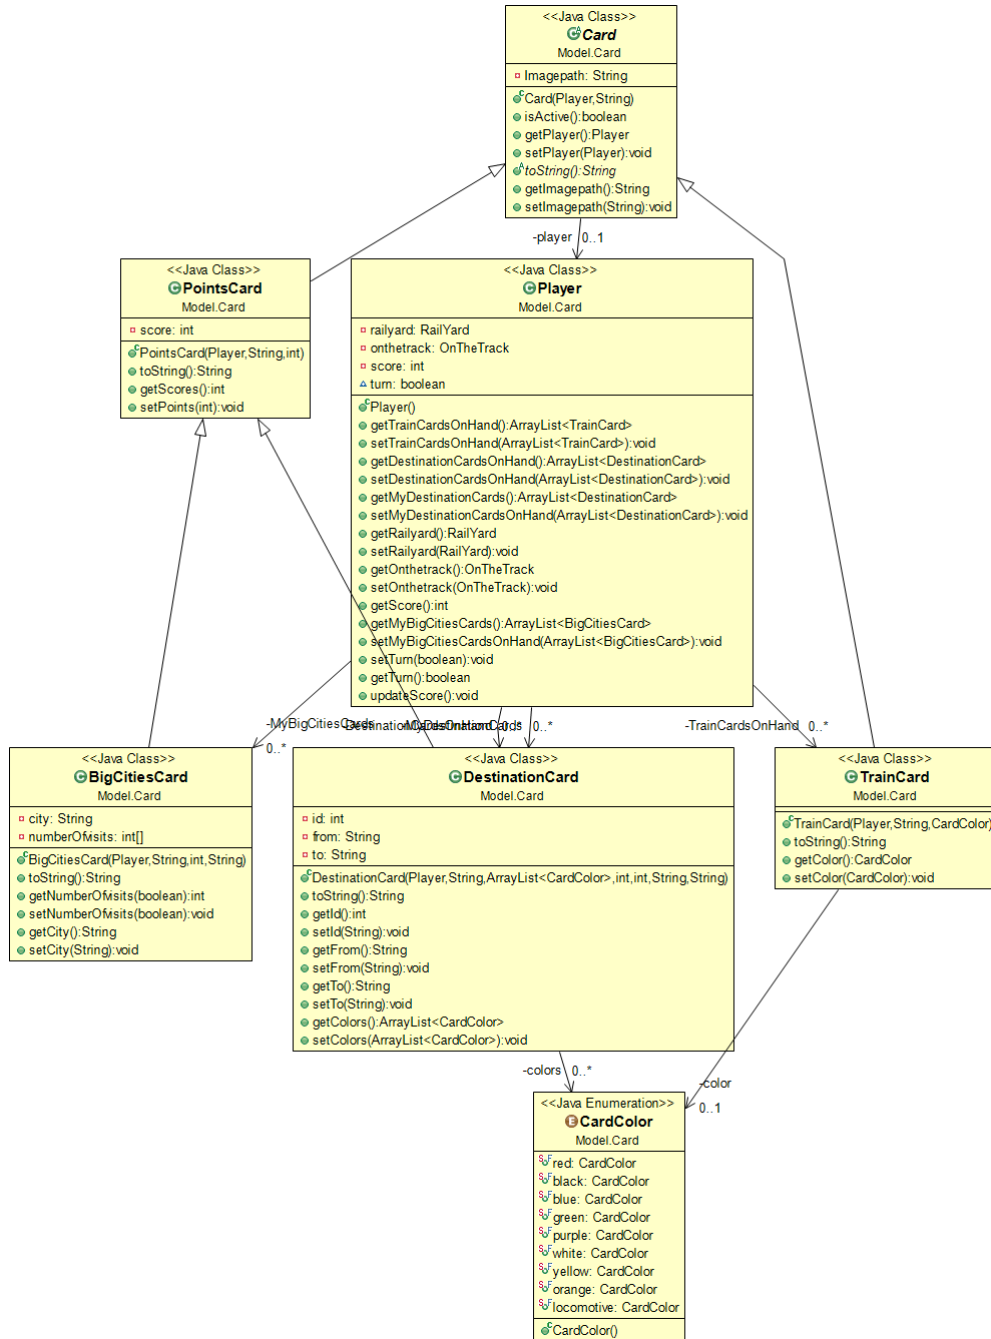 <<Java Class>>
Card
Model.Card
Imagepath: String
Card(Player,String)
isActive():boolean
getPlayer():Player
setPlayer(Player):void
toString():String
getImagepath():String
setImagepath(String):void
-player 0..1
<<Java Class>>
PointsCard
Model.Card
score: int
PointsCard(Player,String,int)
toString():String
getScores():int
setPoints(int):void
<<Java Class>>
Player
Model.Card
railyard: RailYard
onthetrack: OnTheTrack
score: int
turn: boolean
Player()
getTrainCardsOnHand():ArrayList<TrainCard>
setTrainCardsOnHand(ArrayList<TrainCard>):void
getDestinationCardsOnHand():ArrayList<DestinationCard>
setDestinationCardsOnHand(ArrayList<DestinationCard>):void
getMyDestinationCards():ArrayList<DestinationCard>
setMyDestinationCardsOnHand(ArrayList<DestinationCard>):void
getRailyard():RailYard
setRailyard(RailYard):void
getOnthetrack():OnTheTrack
setOnthetrack(OnTheTrack):void
getScore():int
getMyBigCitiesCards():ArrayList<BigCitiesCard>
setMyBigCitiesCardsOnHand(ArrayList<BigCitiesCard>):void
setTurn(boolean):void
getTurn():boolean
updateScore():void
-MyBigCitiesCards
0..*
0..*
0..*
-TrainCardsOnHand 0..*
<<Java Class>>
BigCitiesCard
Model.Card
city: String
numberOfvisits: int[]
BigCitiesCard(Player,String,int,String)
toString():String
getNumberOfvisits(boolean):int
setNumberOfvisits(boolean):void
getCity():String
setCity(String):void
<<Java Class>>
DestinationCard
Model.Card
id: int
from: String
to: String
DestinationCard(Player,String,ArrayList<CardColor>,int,int,String,String)
toString():String
getId():int
setId(String):void
getFrom():String
setFrom(String):void
getTo():String
setTo(String):void
getColors():ArrayList<CardColor>
setColors(ArrayList<CardColor>):void
<<Java Class>>
TrainCard
Model.Card
TrainCard(Player,String,CardColor)
toString():String
getColor():CardColor
setColor(CardColor):void
-colors 0..*
-color
0..1
<<Java Enumeration>>
CardColor
Model.Card
red: CardColor
black: CardColor
blue: CardColor
green: CardColor
purple: CardColor
white: CardColor
yellow: CardColor
orange: CardColor
locomotive: CardColor
CardColor()